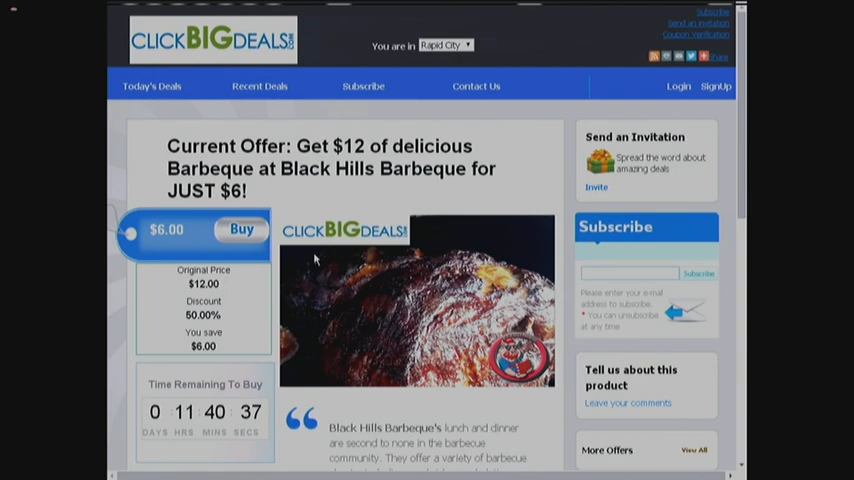 Subscribe
Send an invitation
Coupon Verification
CLICKBIGDEALS.COM
You are in Rapid City
Share
Today's Deals
Recent Deals
Subscribe
Contact Us
Login
SignUp
Current Offer: Get $12 of delicious
Barbeque at Black Hills Barbeque for
JUST $6!
$6.00
Buy
Original Price
$12.00
Discount
50.00%
You save
$6.00
Time Remaining To Buy
0 11 40 37
DAYS HRS MINS SECS
CLICKBIGDEALS.COM
Black Hills Barbeque's lunch and dinner
are second to none in the barbecue
community. They offer a variety of barbecue
Send an Invitation
Spread the word about
amazing deals
Invite
Subscribe
Subscribe
Please enter your e-mail
address to subscribe.
* You can unsubscribe
at any time
Tell us about this
product
Leave your comments
More Offers
View All